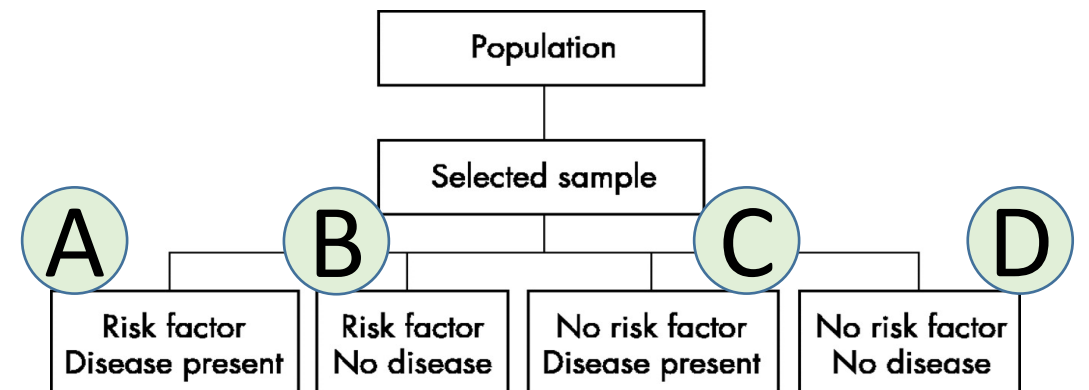 Population
Selected sample
A
B
C
D
Risk factor
Disease present
Risk factor
No disease
No risk factor
Disease present
No risk factor
No disease